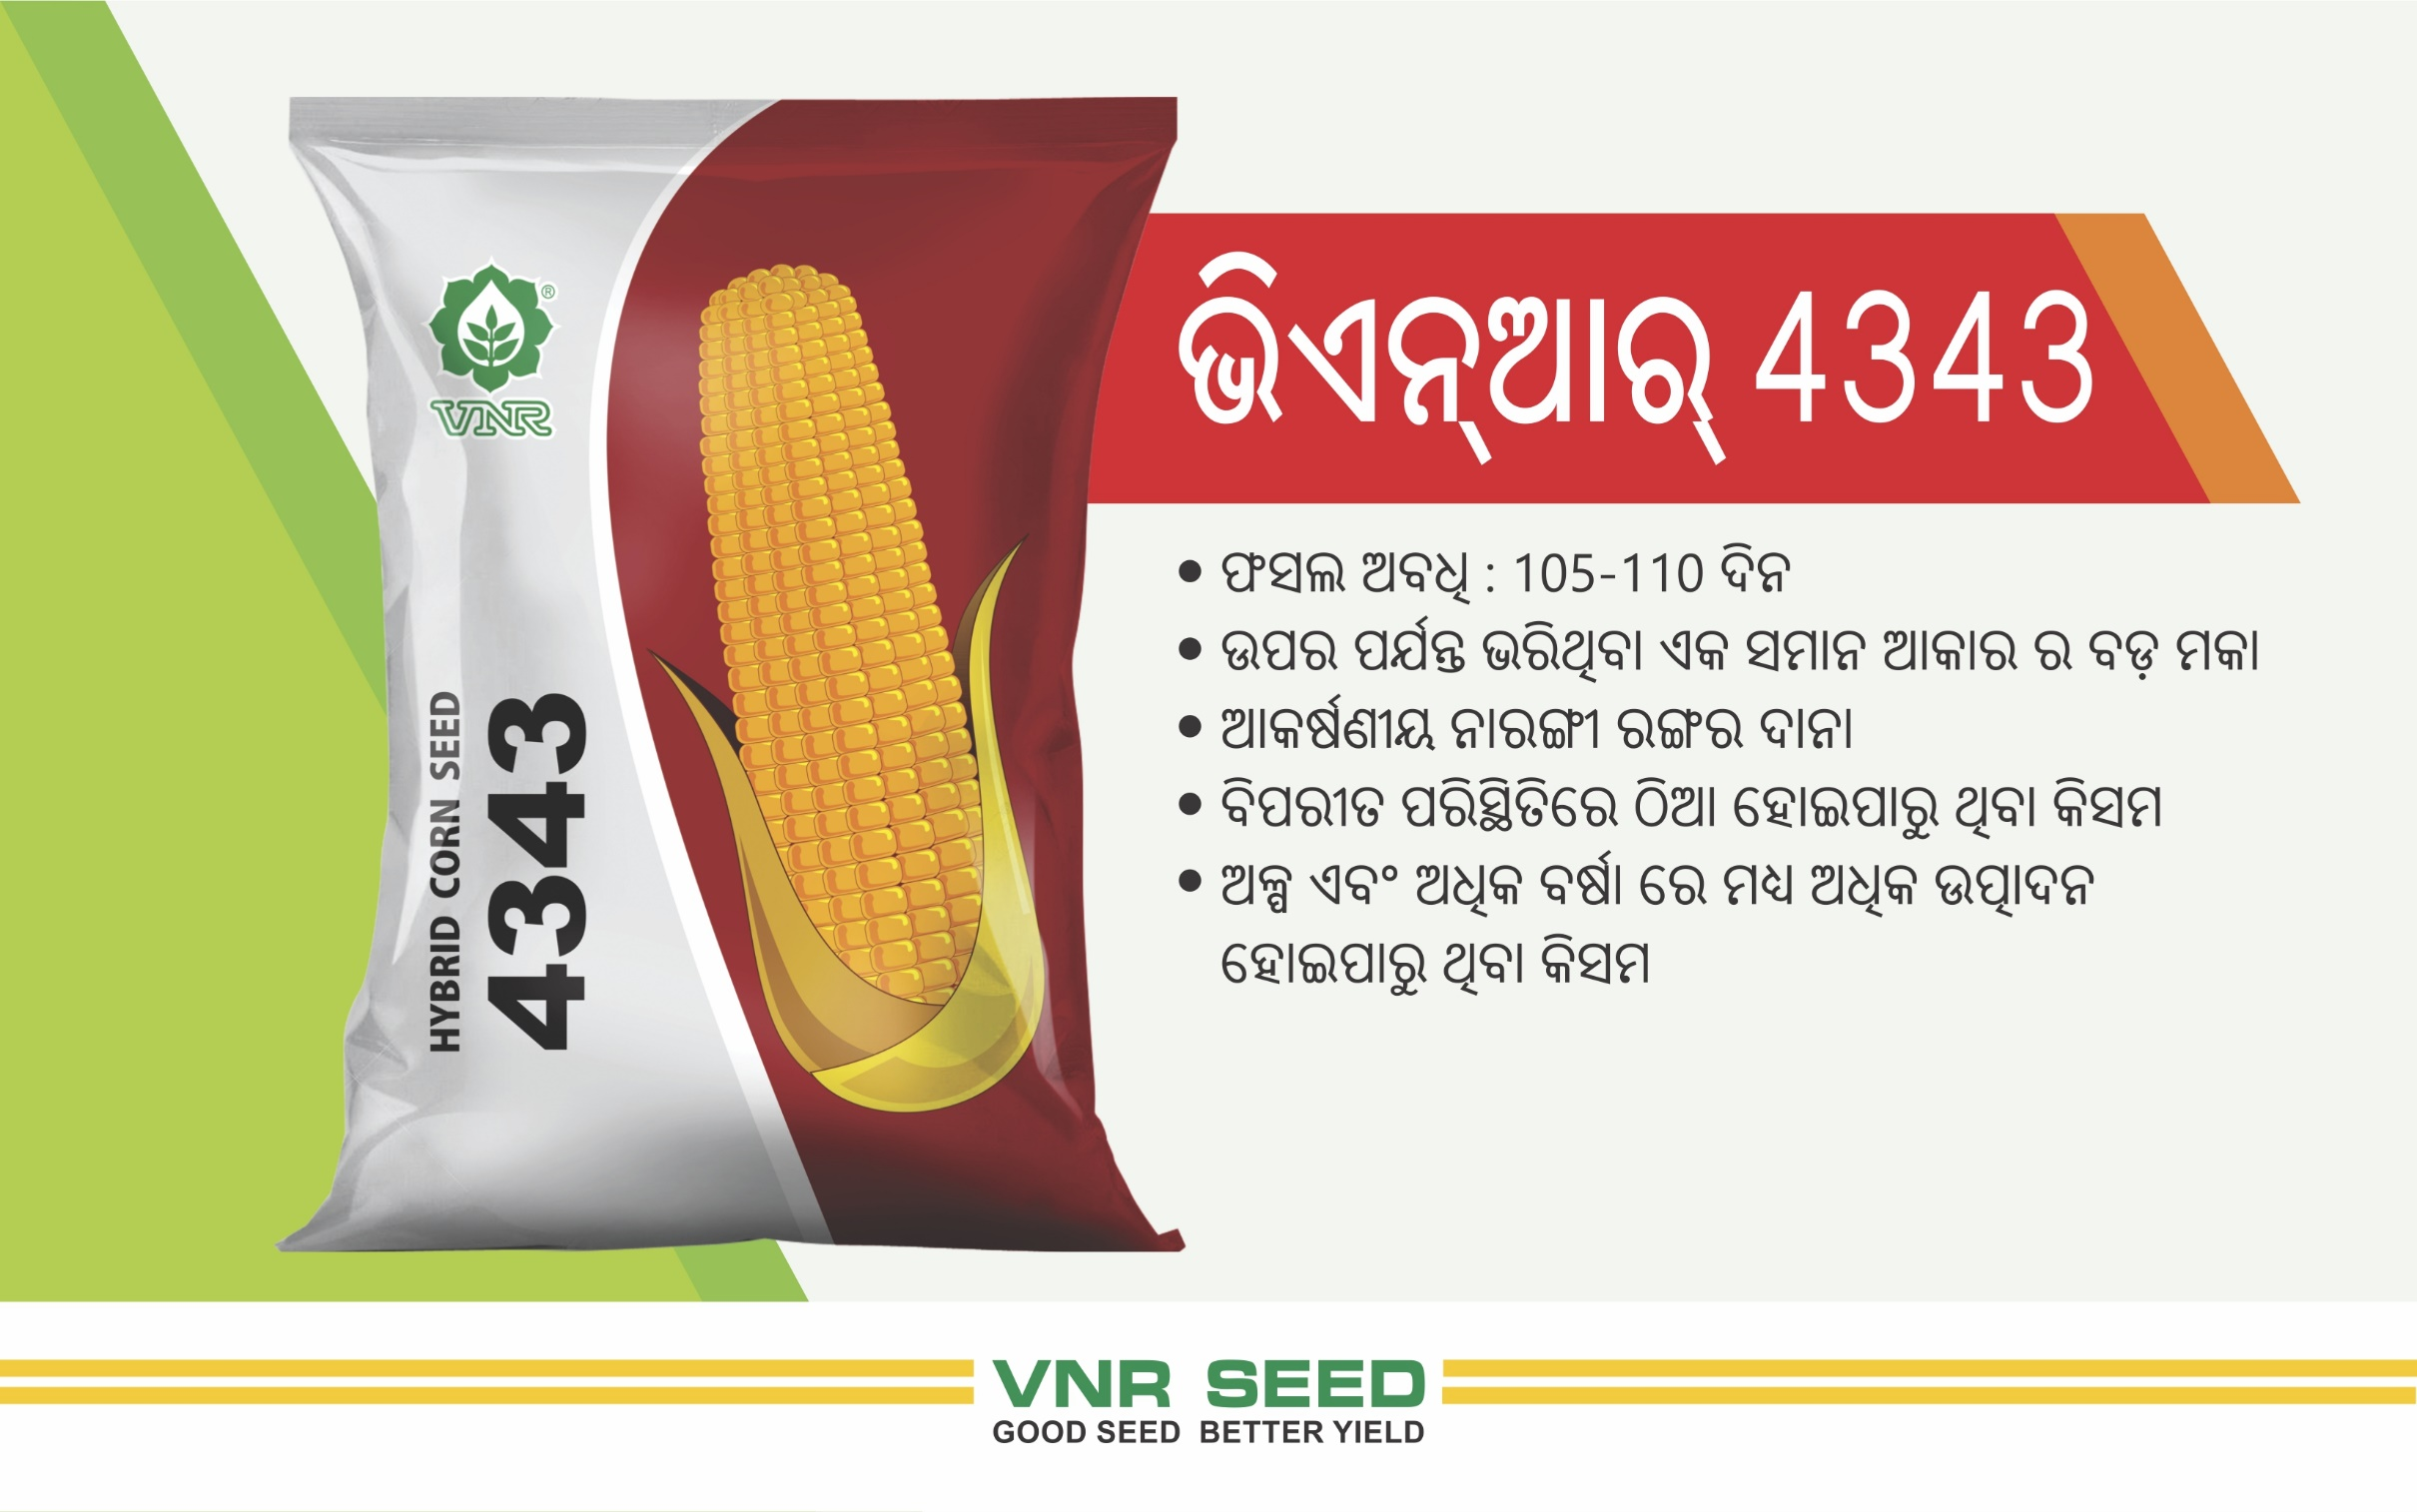 VNR
HYBRID CORN SEED
4343
ଭିଏନ୍ଆର୍ 4343
• ଫସଲ ଅବଧି : 105-110 ଦିନ
• ଉପର ପର୍ଯନ୍ତ ଭରିଥିବା ଏକ ସମାନ ଆକାର ର ବଡ଼ ମକା
• ଆକର୍ଷଣୀୟ ନାରଙ୍ଗୀ ରଙ୍ଗର ଦାନା
• ବିପରୀତ ପରିସ୍ଥିତିରେ ଠିଆ ହୋଇପାରୁ ଥିବା କିସମ
• ଅଳ୍ପ ଏବଂ ଅଧିକ ବର୍ଷା ରେ ମଧ ଅଧିକ ଉତ୍ପାଦନ
ହୋଇପାରୁ ଥିବା କିସମ
VNR SEED
GOOD SEED BETTER YIELD